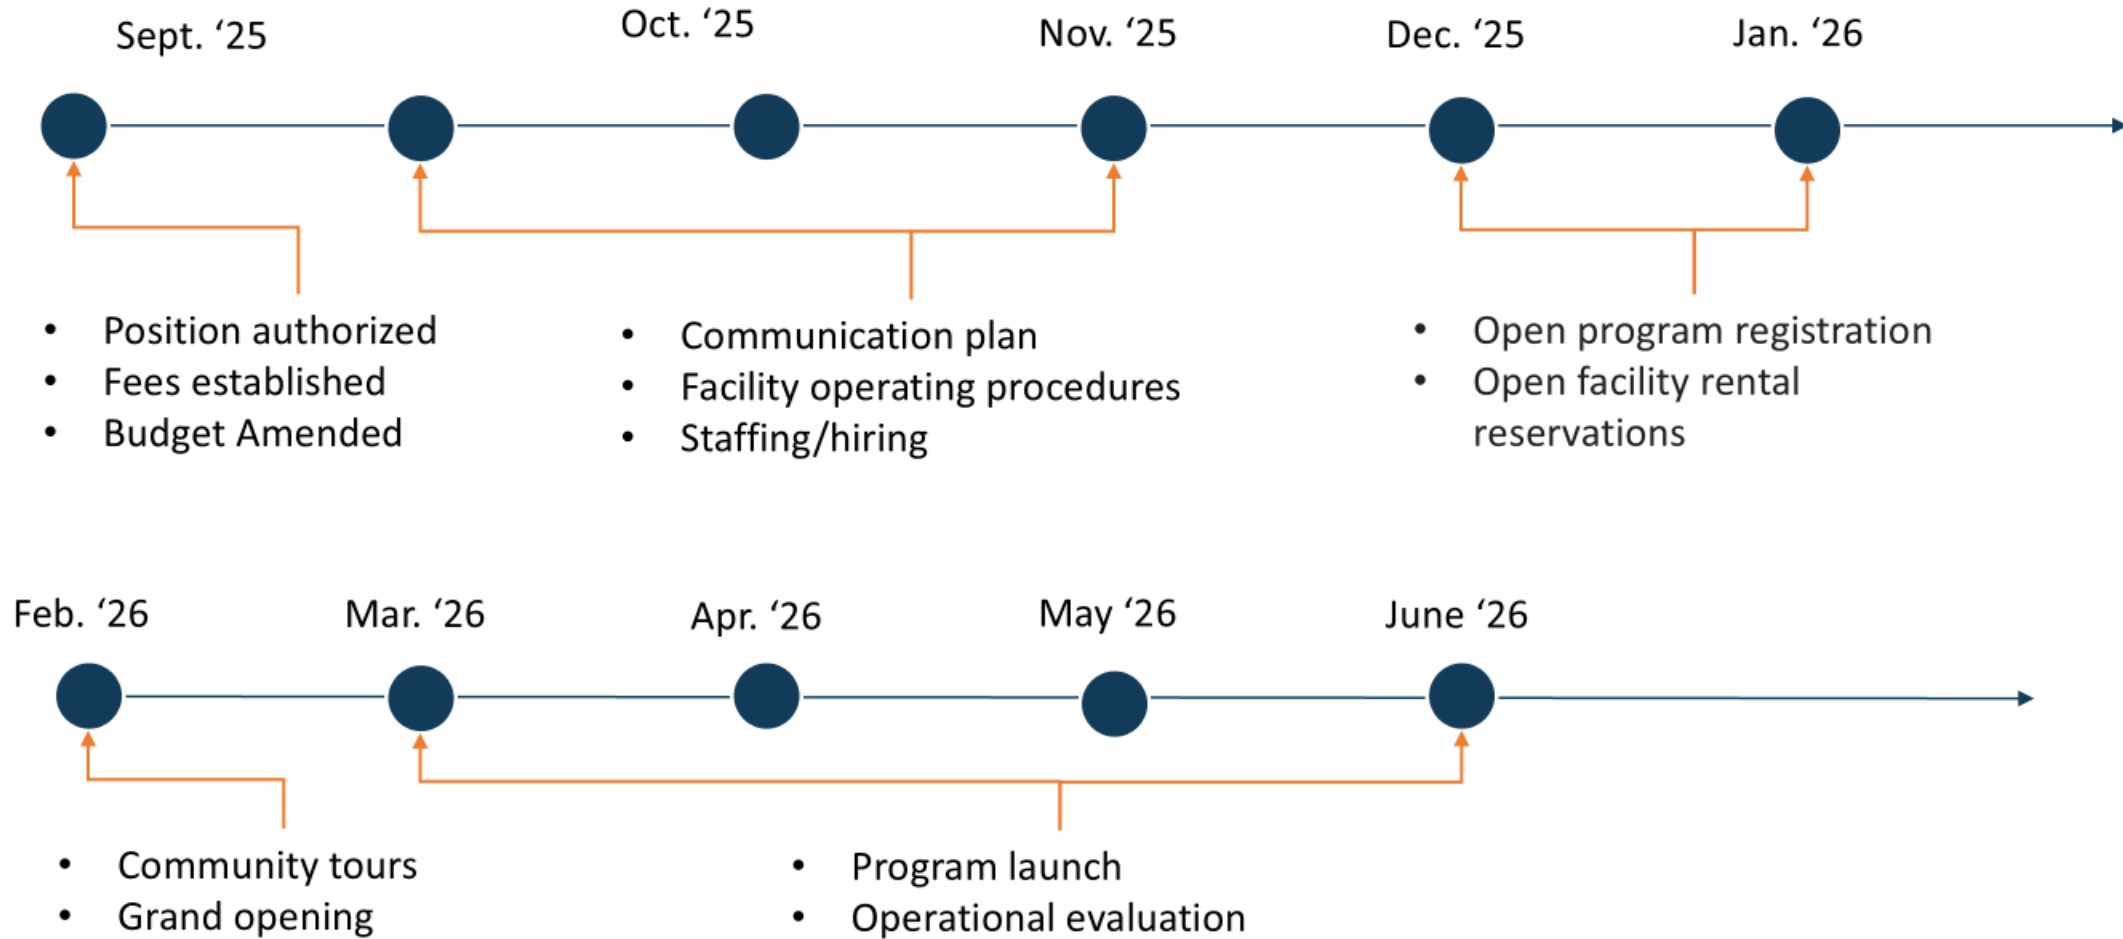 Sept. ‘25
Oct. ‘25
Nov. ‘25
Dec. ‘25
Jan. ‘26
• Position authorized
• Fees established
• Budget Amended
• Communication plan
• Facility operating procedures
• Staffing/hiring
• Open program registration
• Open facility rental
reservations
Feb. ‘26
Mar. ‘26
Apr. ‘26
May ‘26
June ‘26
• Community tours
• Grand opening
• Program launch
• Operational evaluation